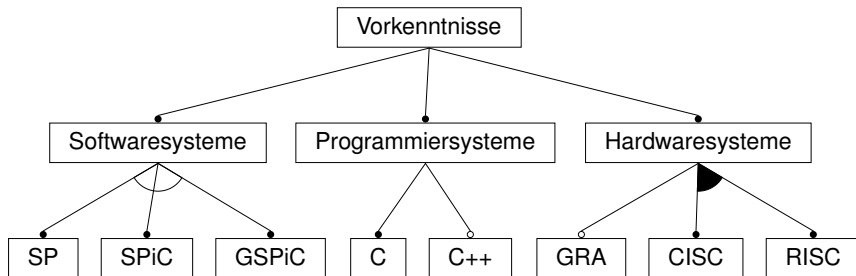 Vorkenntnisse
Softwaresysteme Programmiersysteme Hardwaresysteme
SP SPiC GSPiC C C++ GRA CISC RISC